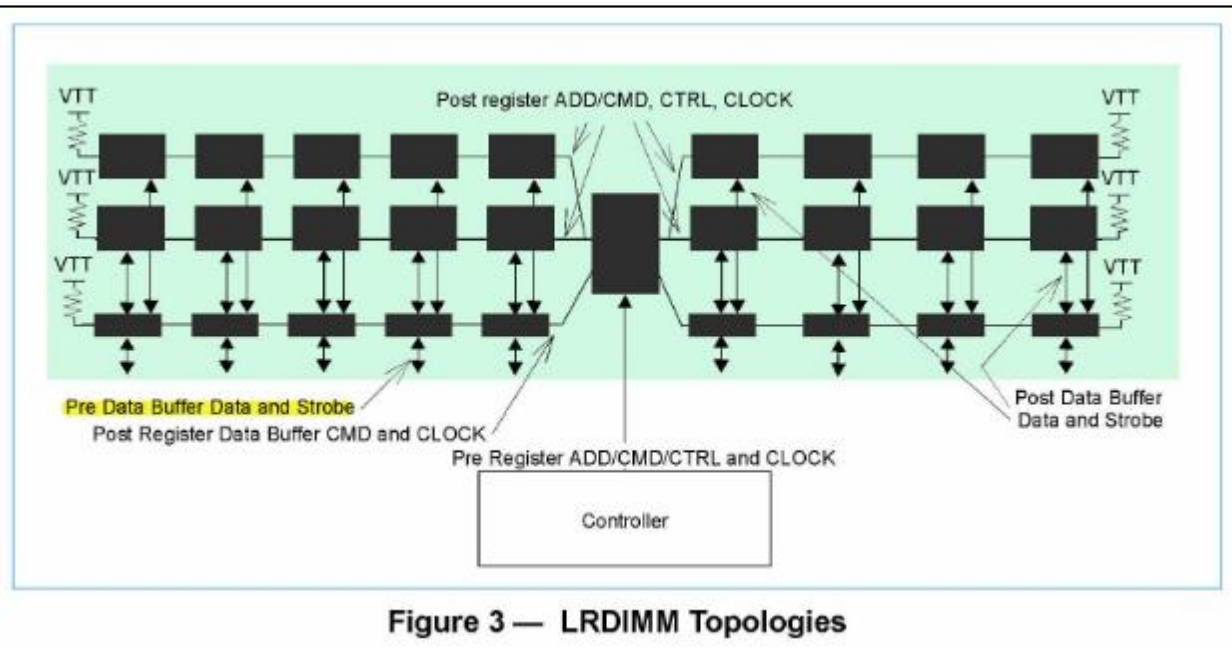 VTT
Post register ADD/CMD, CTRL, CLOCK
VTT
VTT
VTT
VTT
VTT
Pre Data Buffer Data and Strobe
Post Register Data Buffer CMD and CLOCK
Post Data Buffer
Data and Strobe
Pre Register ADD/CMD/CTRL and CLOCK
Controller
Figure 3 — LRDIMM Topologies